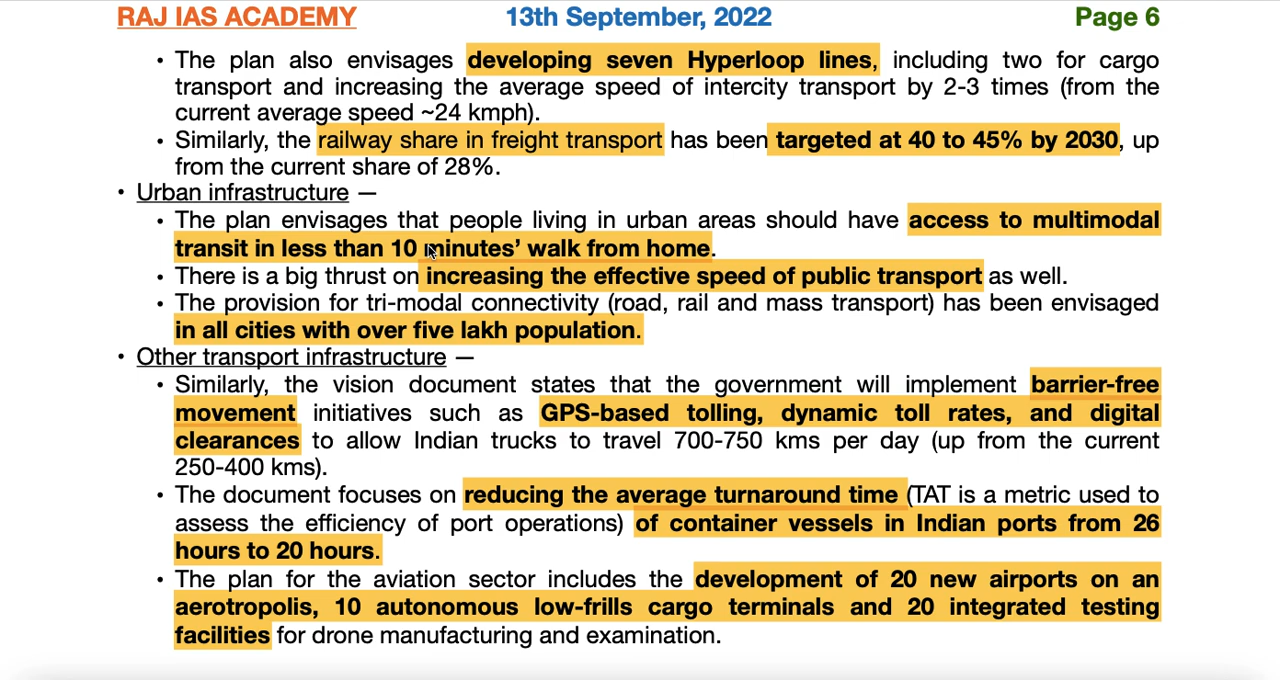 RAJ IAS ACADEMY 13th September, 2022 Page 6
• The plan also envisages developing seven Hyperloop lines, including two for cargo
transport and increasing the average speed of intercity transport by 2-3 times (from the
current average speed ~24 kmph).
• Similarly, the railway share in freight transport has been targeted at 40 to 45% by 2030, up
from the current share of 28%.
• Urban infrastructure —
• The plan envisages that people living in urban areas should have access to multimodal
transit in less than 10 minutes’ walk from home.
• There is a big thrust on increasing the effective speed of public transport as well.
• The provision for tri-modal connectivity (road, rail and mass transport) has been envisaged
in all cities with over five lakh population.
• Other transport infrastructure —
• Similarly, the vision document states that the government will implement barrier-free
movement initiatives such as GPS-based tolling, dynamic toll rates, and digital
clearances to allow Indian trucks to travel 700-750 kms per day (up from the current
250-400 kms).
• The document focuses on reducing the average turnaround time (TAT is a metric used to
assess the efficiency of port operations) of container vessels in Indian ports from 26
hours to 20 hours.
• The plan for the aviation sector includes the development of 20 new airports on an
aerotropolis, 10 autonomous low-frills cargo terminals and 20 integrated testing
facilities for drone manufacturing and examination.